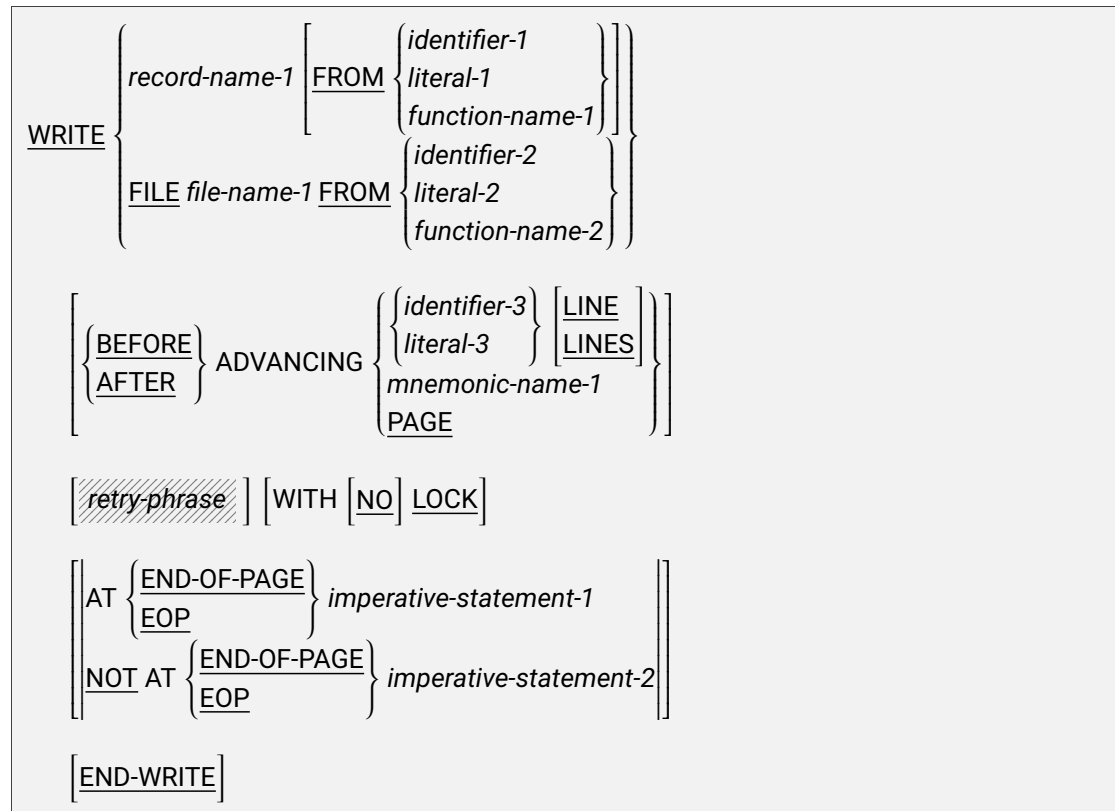 identifier-1
record-name-1 [FROM {literal-1
function-name-1}]
WRITE
identifier-2
FILE file-name-1 FROM {literal-2
function-name-2}
{identifier-3} [LINE]
{BEFORE} {literal-3} [LINES]
{AFTER} ADVANCING
mnemonic-name-1
PAGE
[retry-phrase] [WITH [NO] LOCK]
AT {END-OF-PAGE} imperative-statement-1
{EOP}
NOT AT {END-OF-PAGE} imperative-statement-2
{EOP}
[END-WRITE]